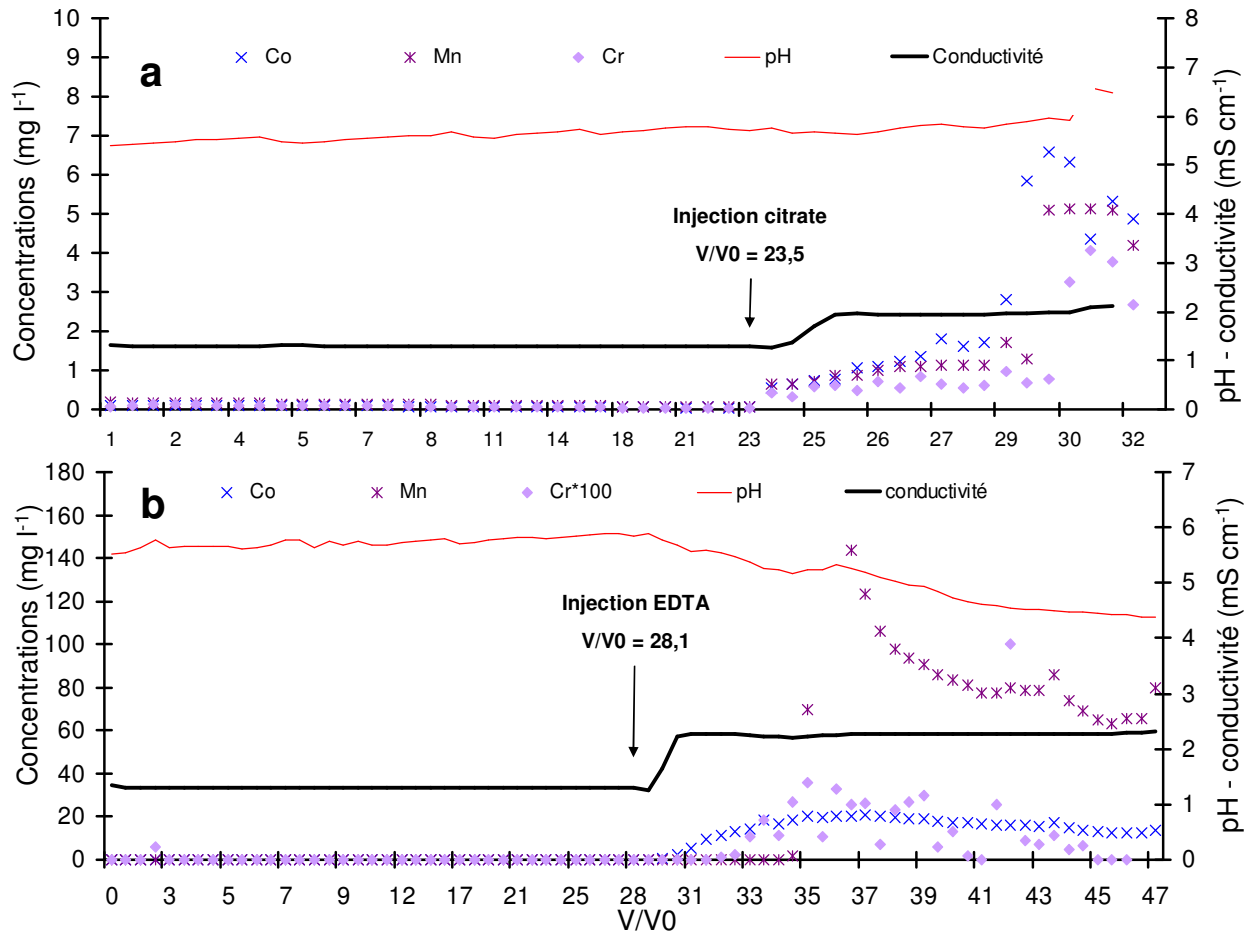 10
9
8
7
6
5
4
3
2
1
0
Concentrations (mg l-1)
a
Co Mn Cr pH Conductivité
Injection citrate
V/V0 = 23,5
8
7
6
5
4
3
2
1
0
pH - conductivité (mS cm-1)
1 2 4 5 7 8 11 14 18 21 23 25 26 27 29 30 32
180
160
140
120
100
80
60
40
20
0
Concentrations (mg l-1)
b
Co Mn Cr*100 pH conductivité
Injection EDTA
V/V0 = 28,1
7
6
5
4
3
2
1
0
pH - conductivité (mS cm-1)
0 3 5 7 9 12 17 21 25 28 31 33 35 37 39 41 43 45 47
V/V0